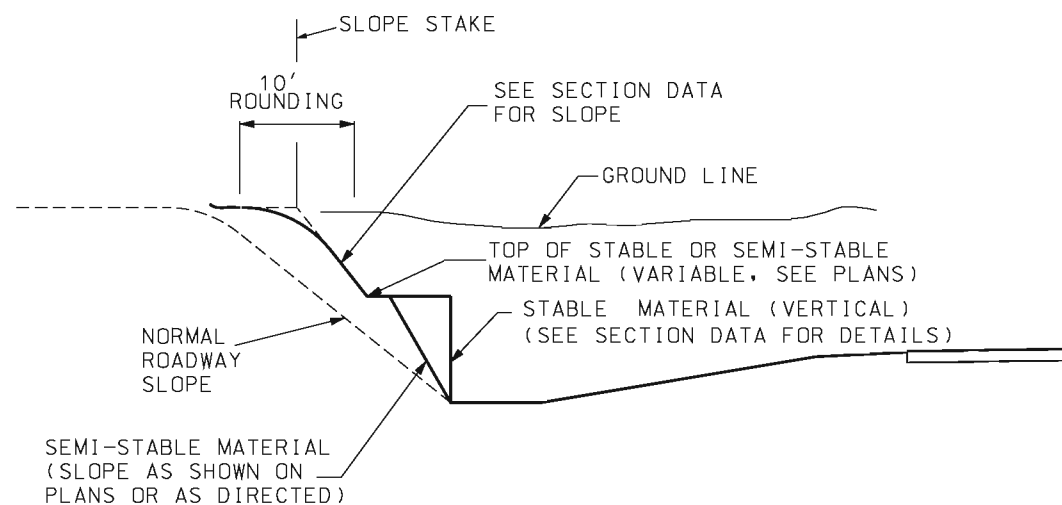 SLOPE STAKE
10'
ROUNDING
SEE SECTION DATA
FOR SLOPE
GROUND LINE
TOP OF STABLE OR SEMI-STABLE
MATERIAL (VARIABLE, SEE PLANS)
STABLE MATERIAL (VERTICAL)
(SEE SECTION DATA FOR DETAILS)
NORMAL
ROADWAY
SLOPE
SEMI-STABLE MATERIAL
(SLOPE AS SHOWN ON
PLANS OR AS DIRECTED)